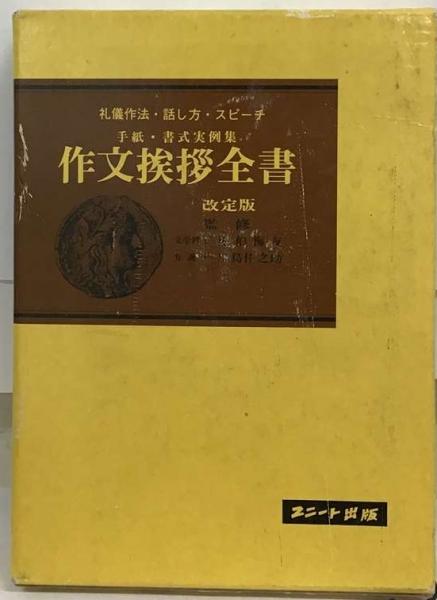 礼儀作法・話し方・スピーチ
手紙・書式実例集
作文挨拶全書
改定版
監修
ユニート出版